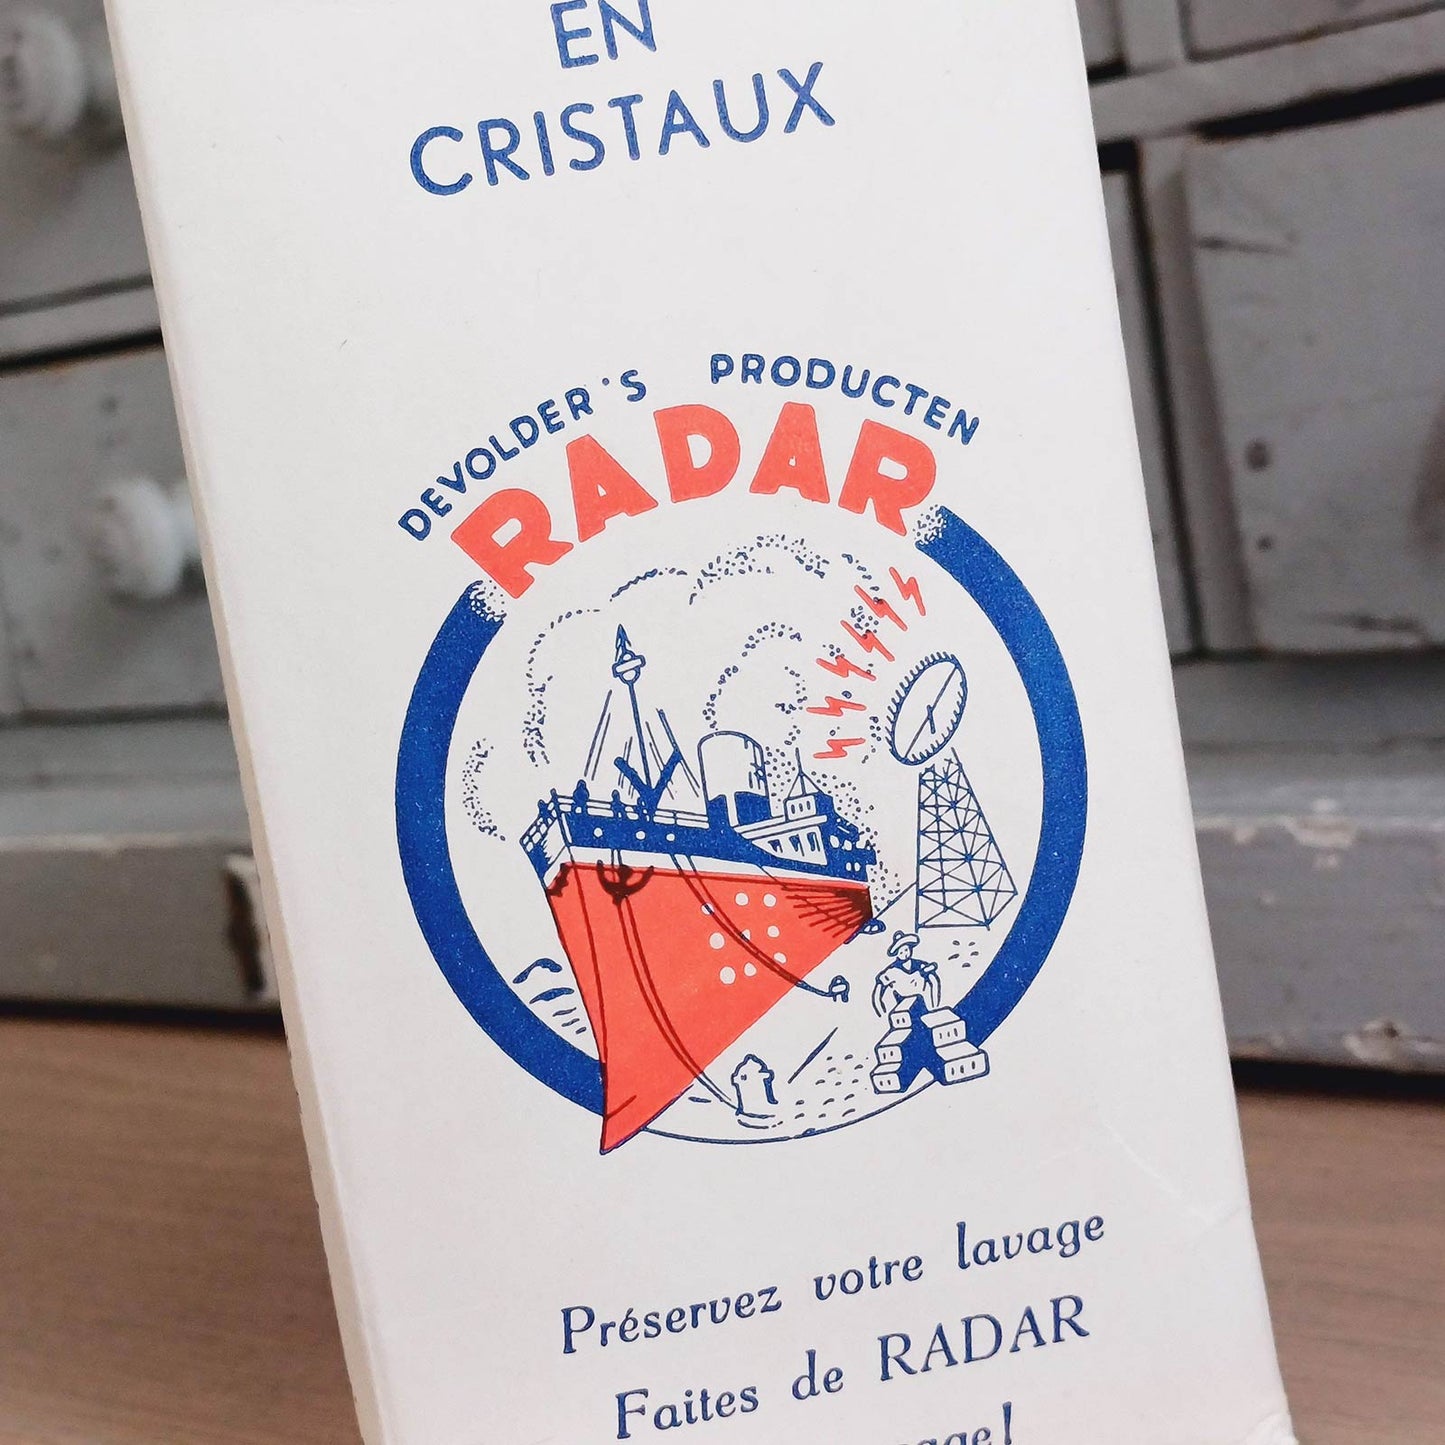 EN
CRISTAUX
DEVOLDER'S PRODUCTEN
RADAR
Préservez votre lavage
Faites de RADAR